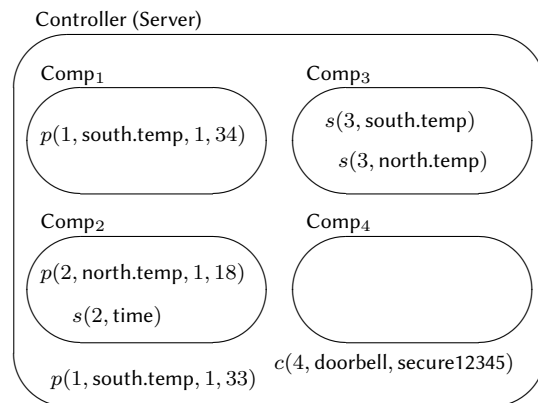 Controller (Server)
Comp₁
p(1, south.temp, 1, 34)
Comp₃
s(3, south.temp)
s(3, north.temp)
Comp₂
p(2, north.temp, 1, 18)
s(2, time)
Comp₄
c(4, doorbell, secure12345)
p(1, south.temp, 1, 33)